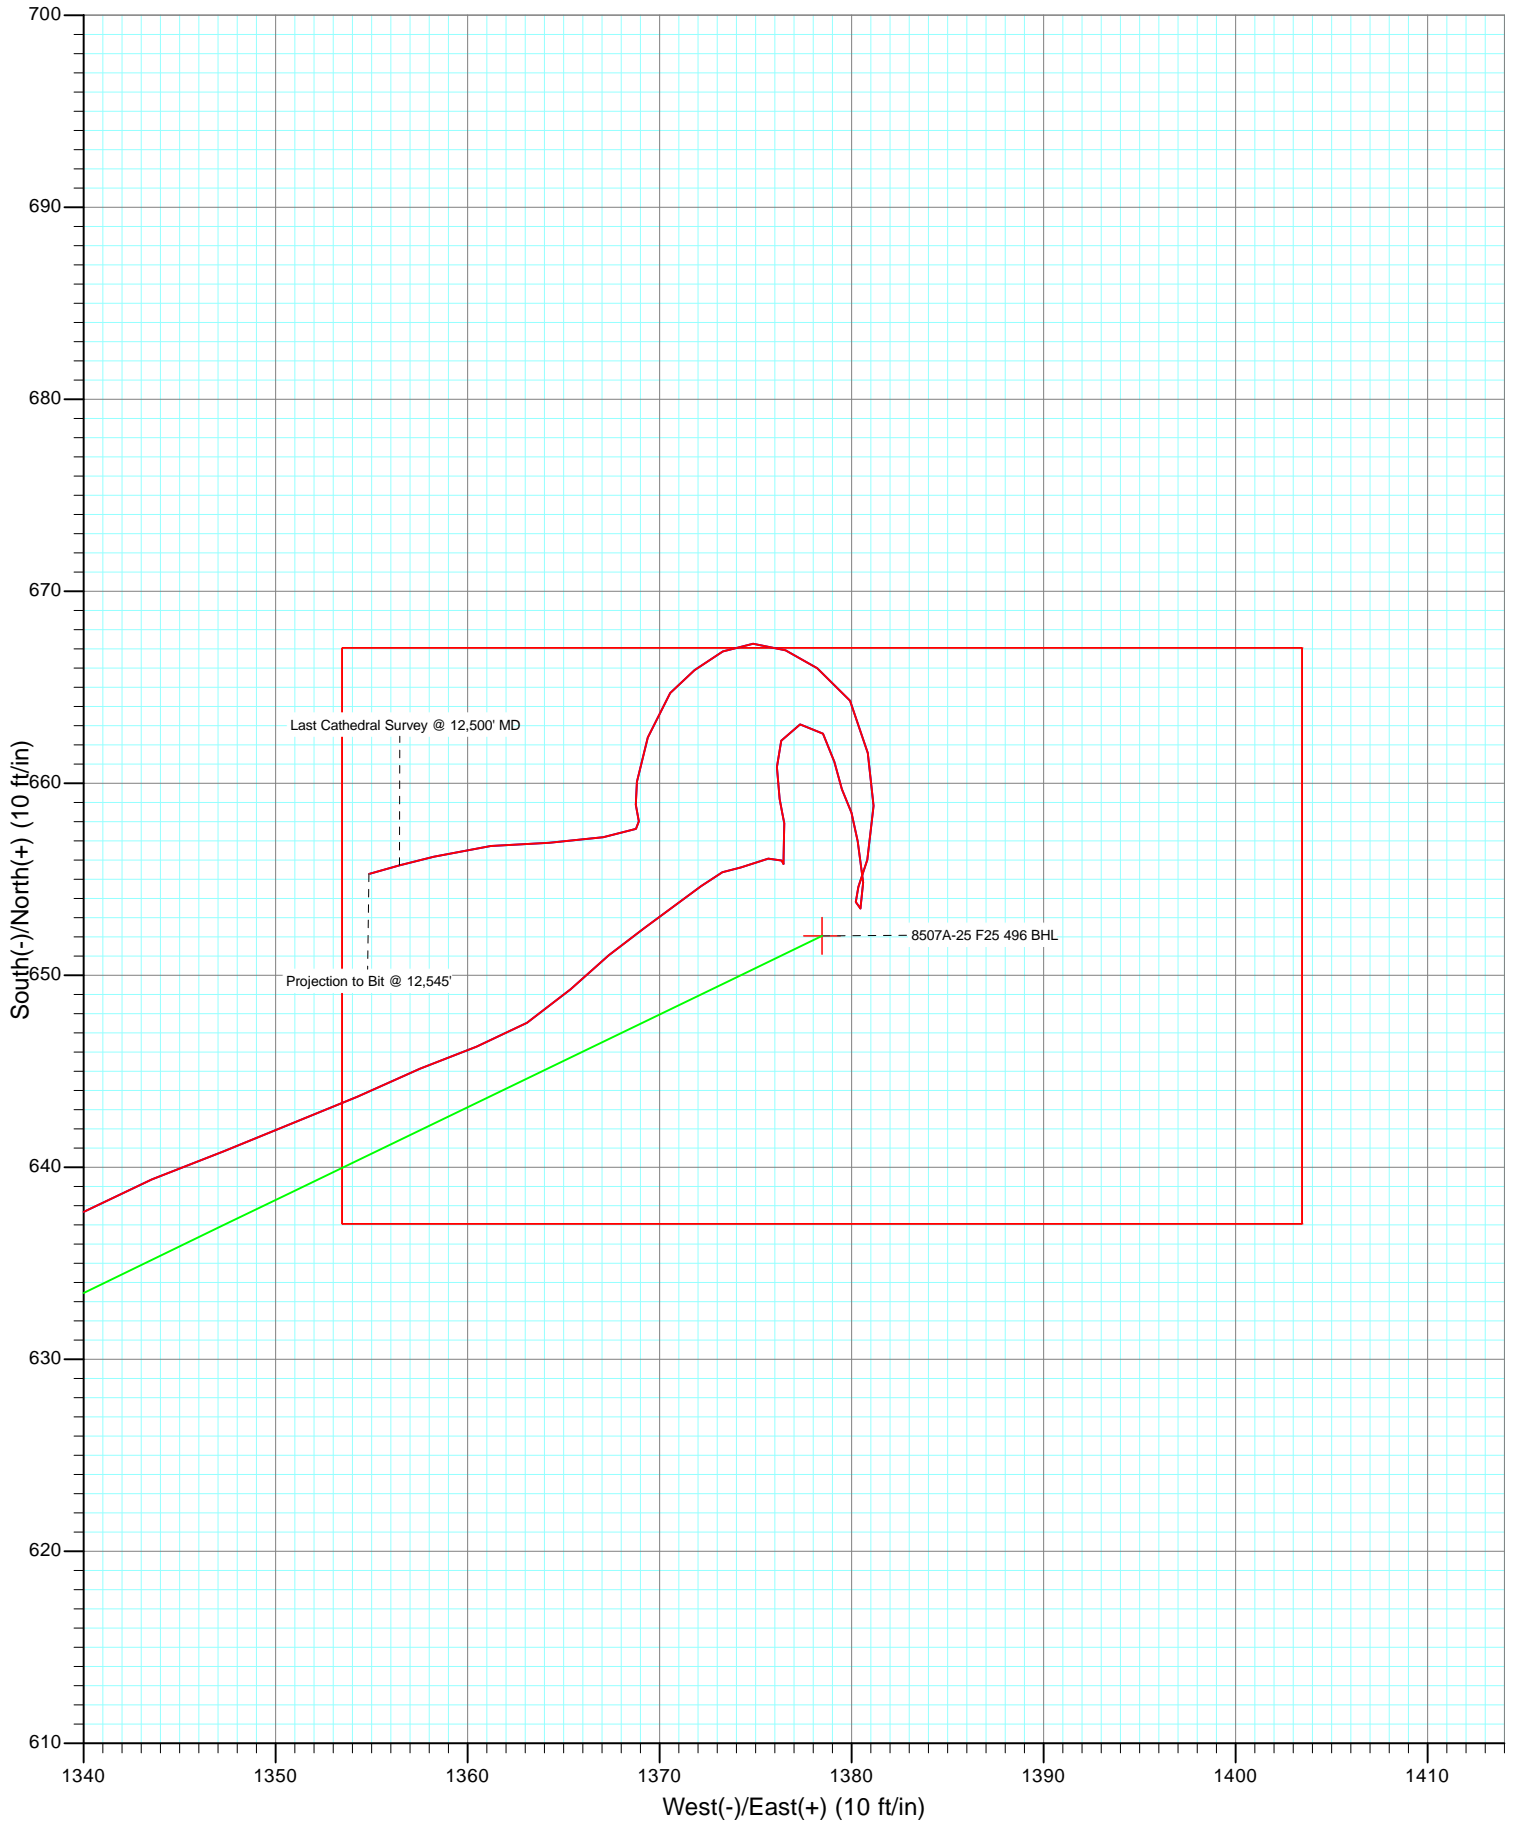 700
690
680
670
660
650
640
630
620
610
South(-)/North(+) (10 ft/in)
Last Cathedral Survey @ 12,500' MD
8507A-25 F25 496 BHL
Projection to Bit @ 12,545'
1340 1350 1360 1370 1380 1390 1400 1410
West(-)/East(+) (10 ft/in)